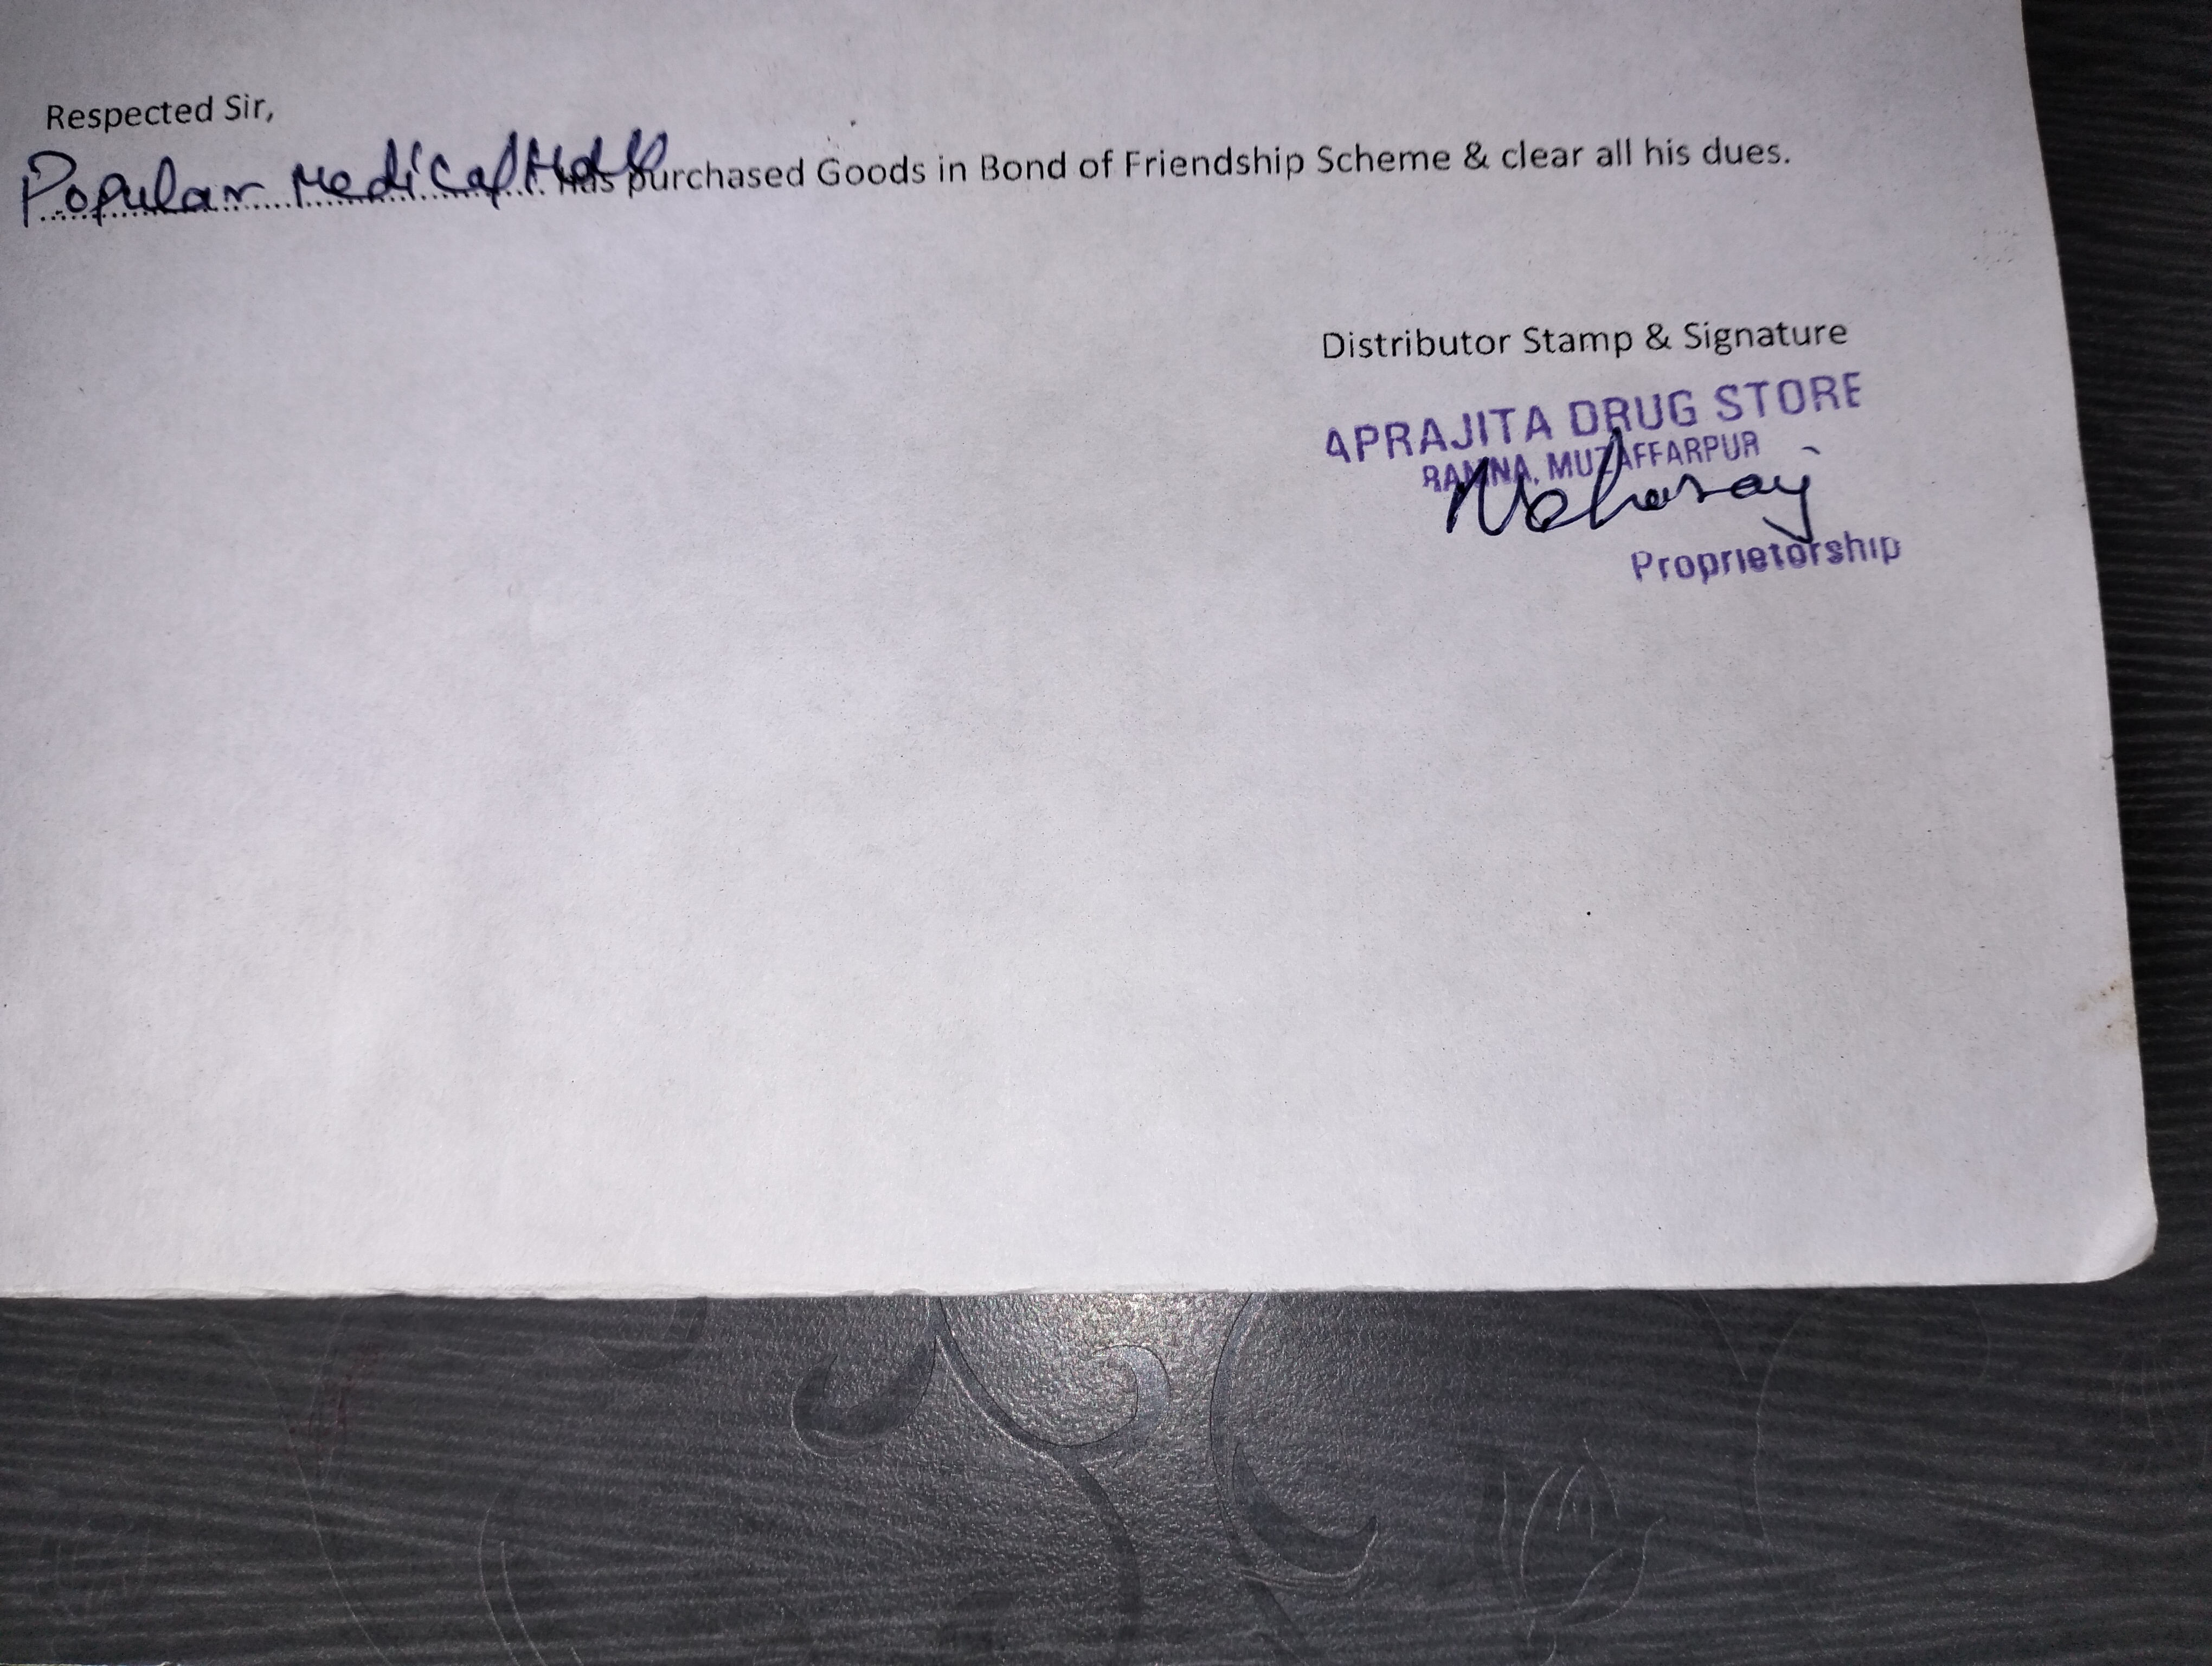 Respected Sir,
Popular Medical Hall has purchased Goods in Bond of Friendship Scheme & clear all his dues.
Distributor Stamp & Signature
APRAJITA DRUG STORE
RAMNA, MUZAFFARPUR
Proprietorship